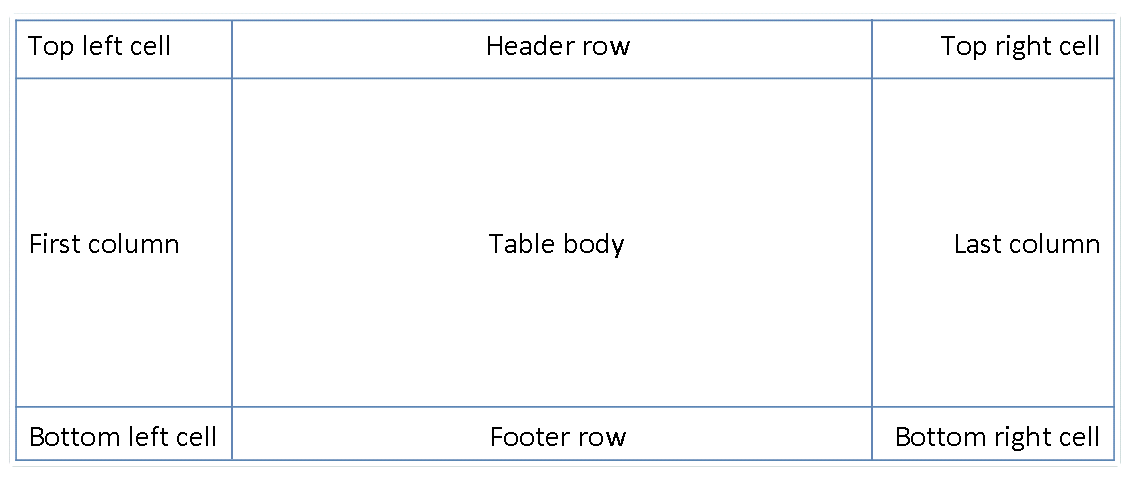 Top left cell
Header row
Top right cell
First column
Table body
Last column
Bottom left cell
Footer row
Bottom right cell